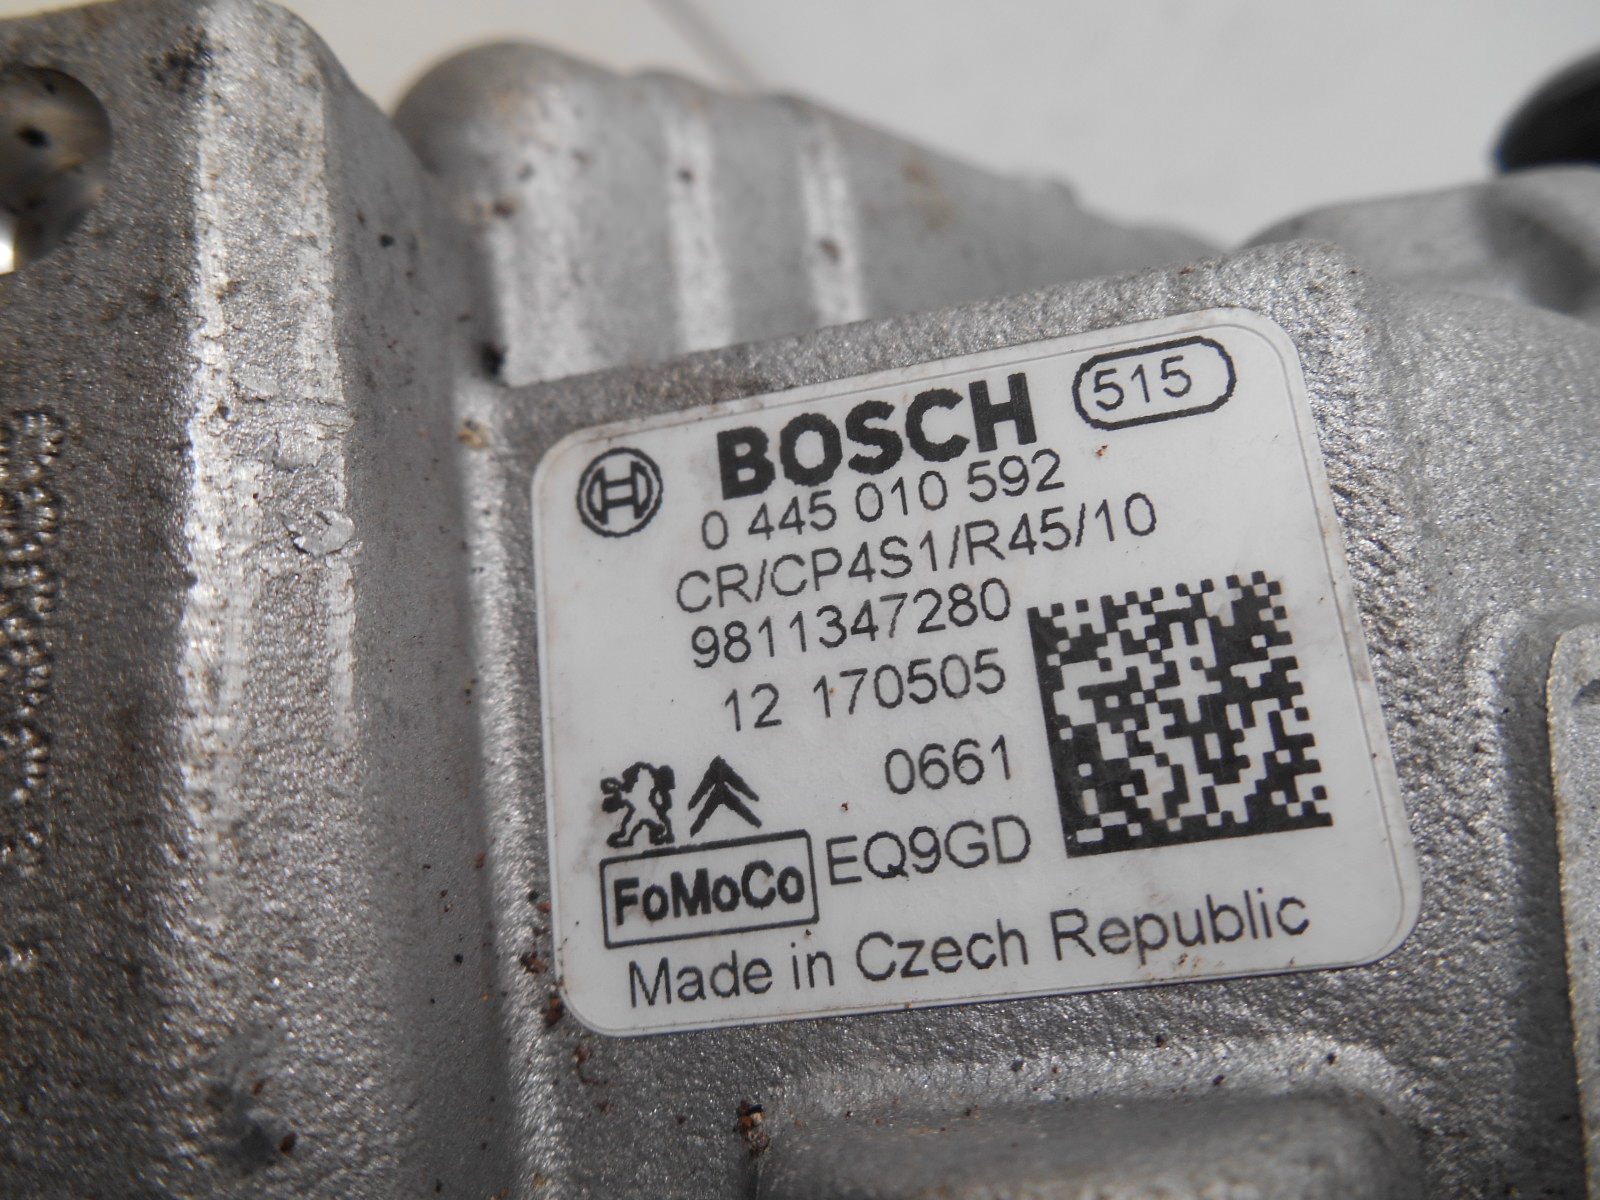 BOSCH 515
0 445 010 592
CR/CP4S1/R45/10
9811347280
12 170505
0661
FoMoCo EQ9GD
Made in Czech Republic